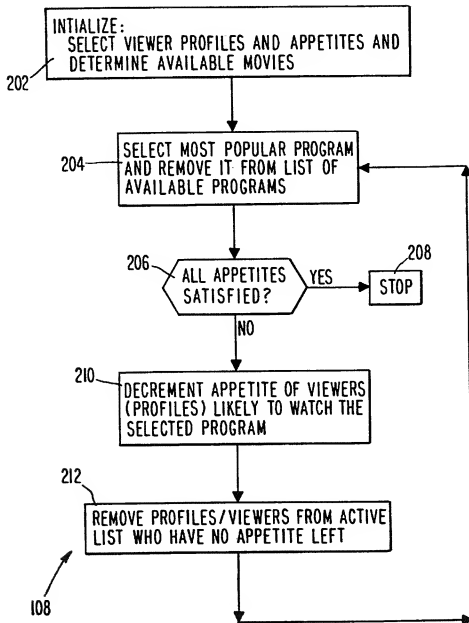 INTIALIZE:
SELECT VIEWER PROFILES AND APPETITES AND
DETERMINE AVAILABLE MOVIES
202
SELECT MOST POPULAR PROGRAM
AND REMOVE IT FROM LIST OF
AVAILABLE PROGRAMS
204
206
ALL APPETITES
SATISFIED?
YES
208
STOP
NO
210
DECREMENT APPETITE OF VIEWERS
(PROFILES) LIKELY TO WATCH THE
SELECTED PROGRAM
212
REMOVE PROFILES/VIEWERS FROM ACTIVE
LIST WHO HAVE NO APPETITE LEFT
108